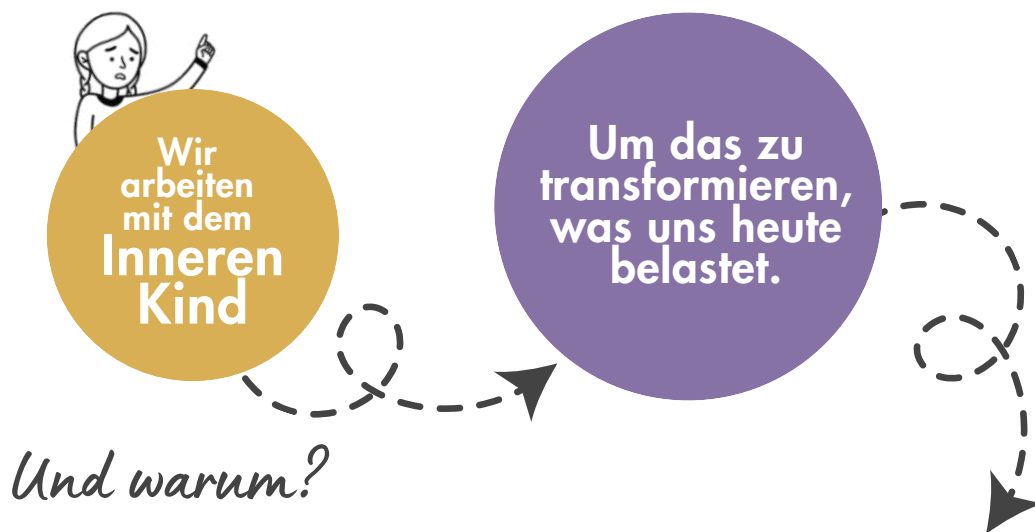 Wir
arbeiten
mit dem
Inneren
Kind
Und warum?
Um das zu
transformieren,
was uns heute
belastet.